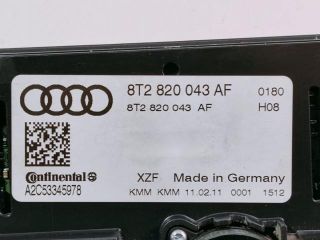 8T2 820 043 AF 0180
8T2 820 043 AF H08
Continental
A2C53345978
XZF Made in Germany
KMM KMM 11.02.11 0001 1512